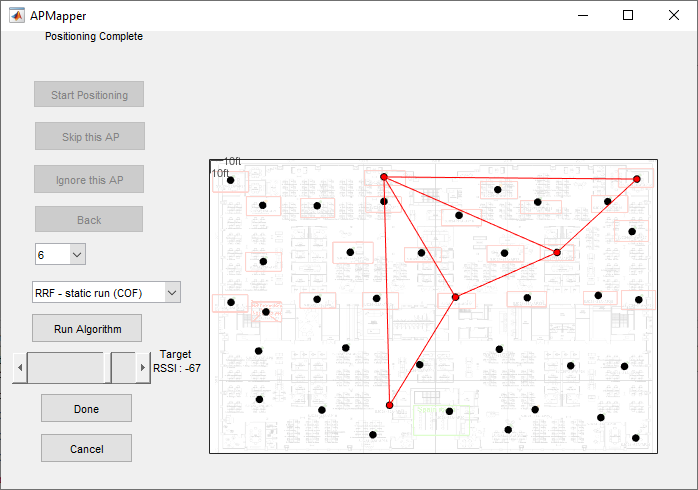 APMapper
Positioning Complete
Start Positioning
Skip this AP
Ignore this AP
Back
6
RRF - static run (COF)
Run Algorithm
Target
RSSI : -67
Done
Cancel
10ft
10ft